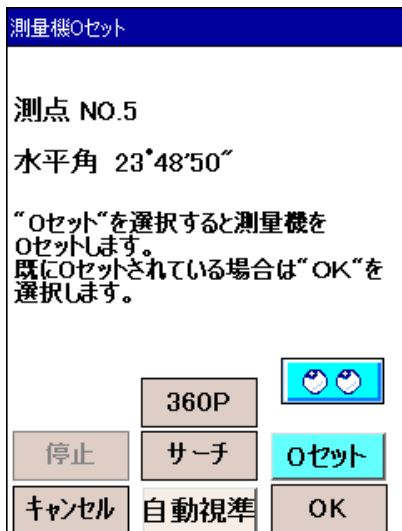 測量機0セット
測点 NO.5
水平角 23°48′50″
“0セット“を選択すると測量機を
0セットします。
既に0セットされている場合は“OK“を
選択します。
360P
停止 サーチ 0セット
キャンセル 自動視準 OK